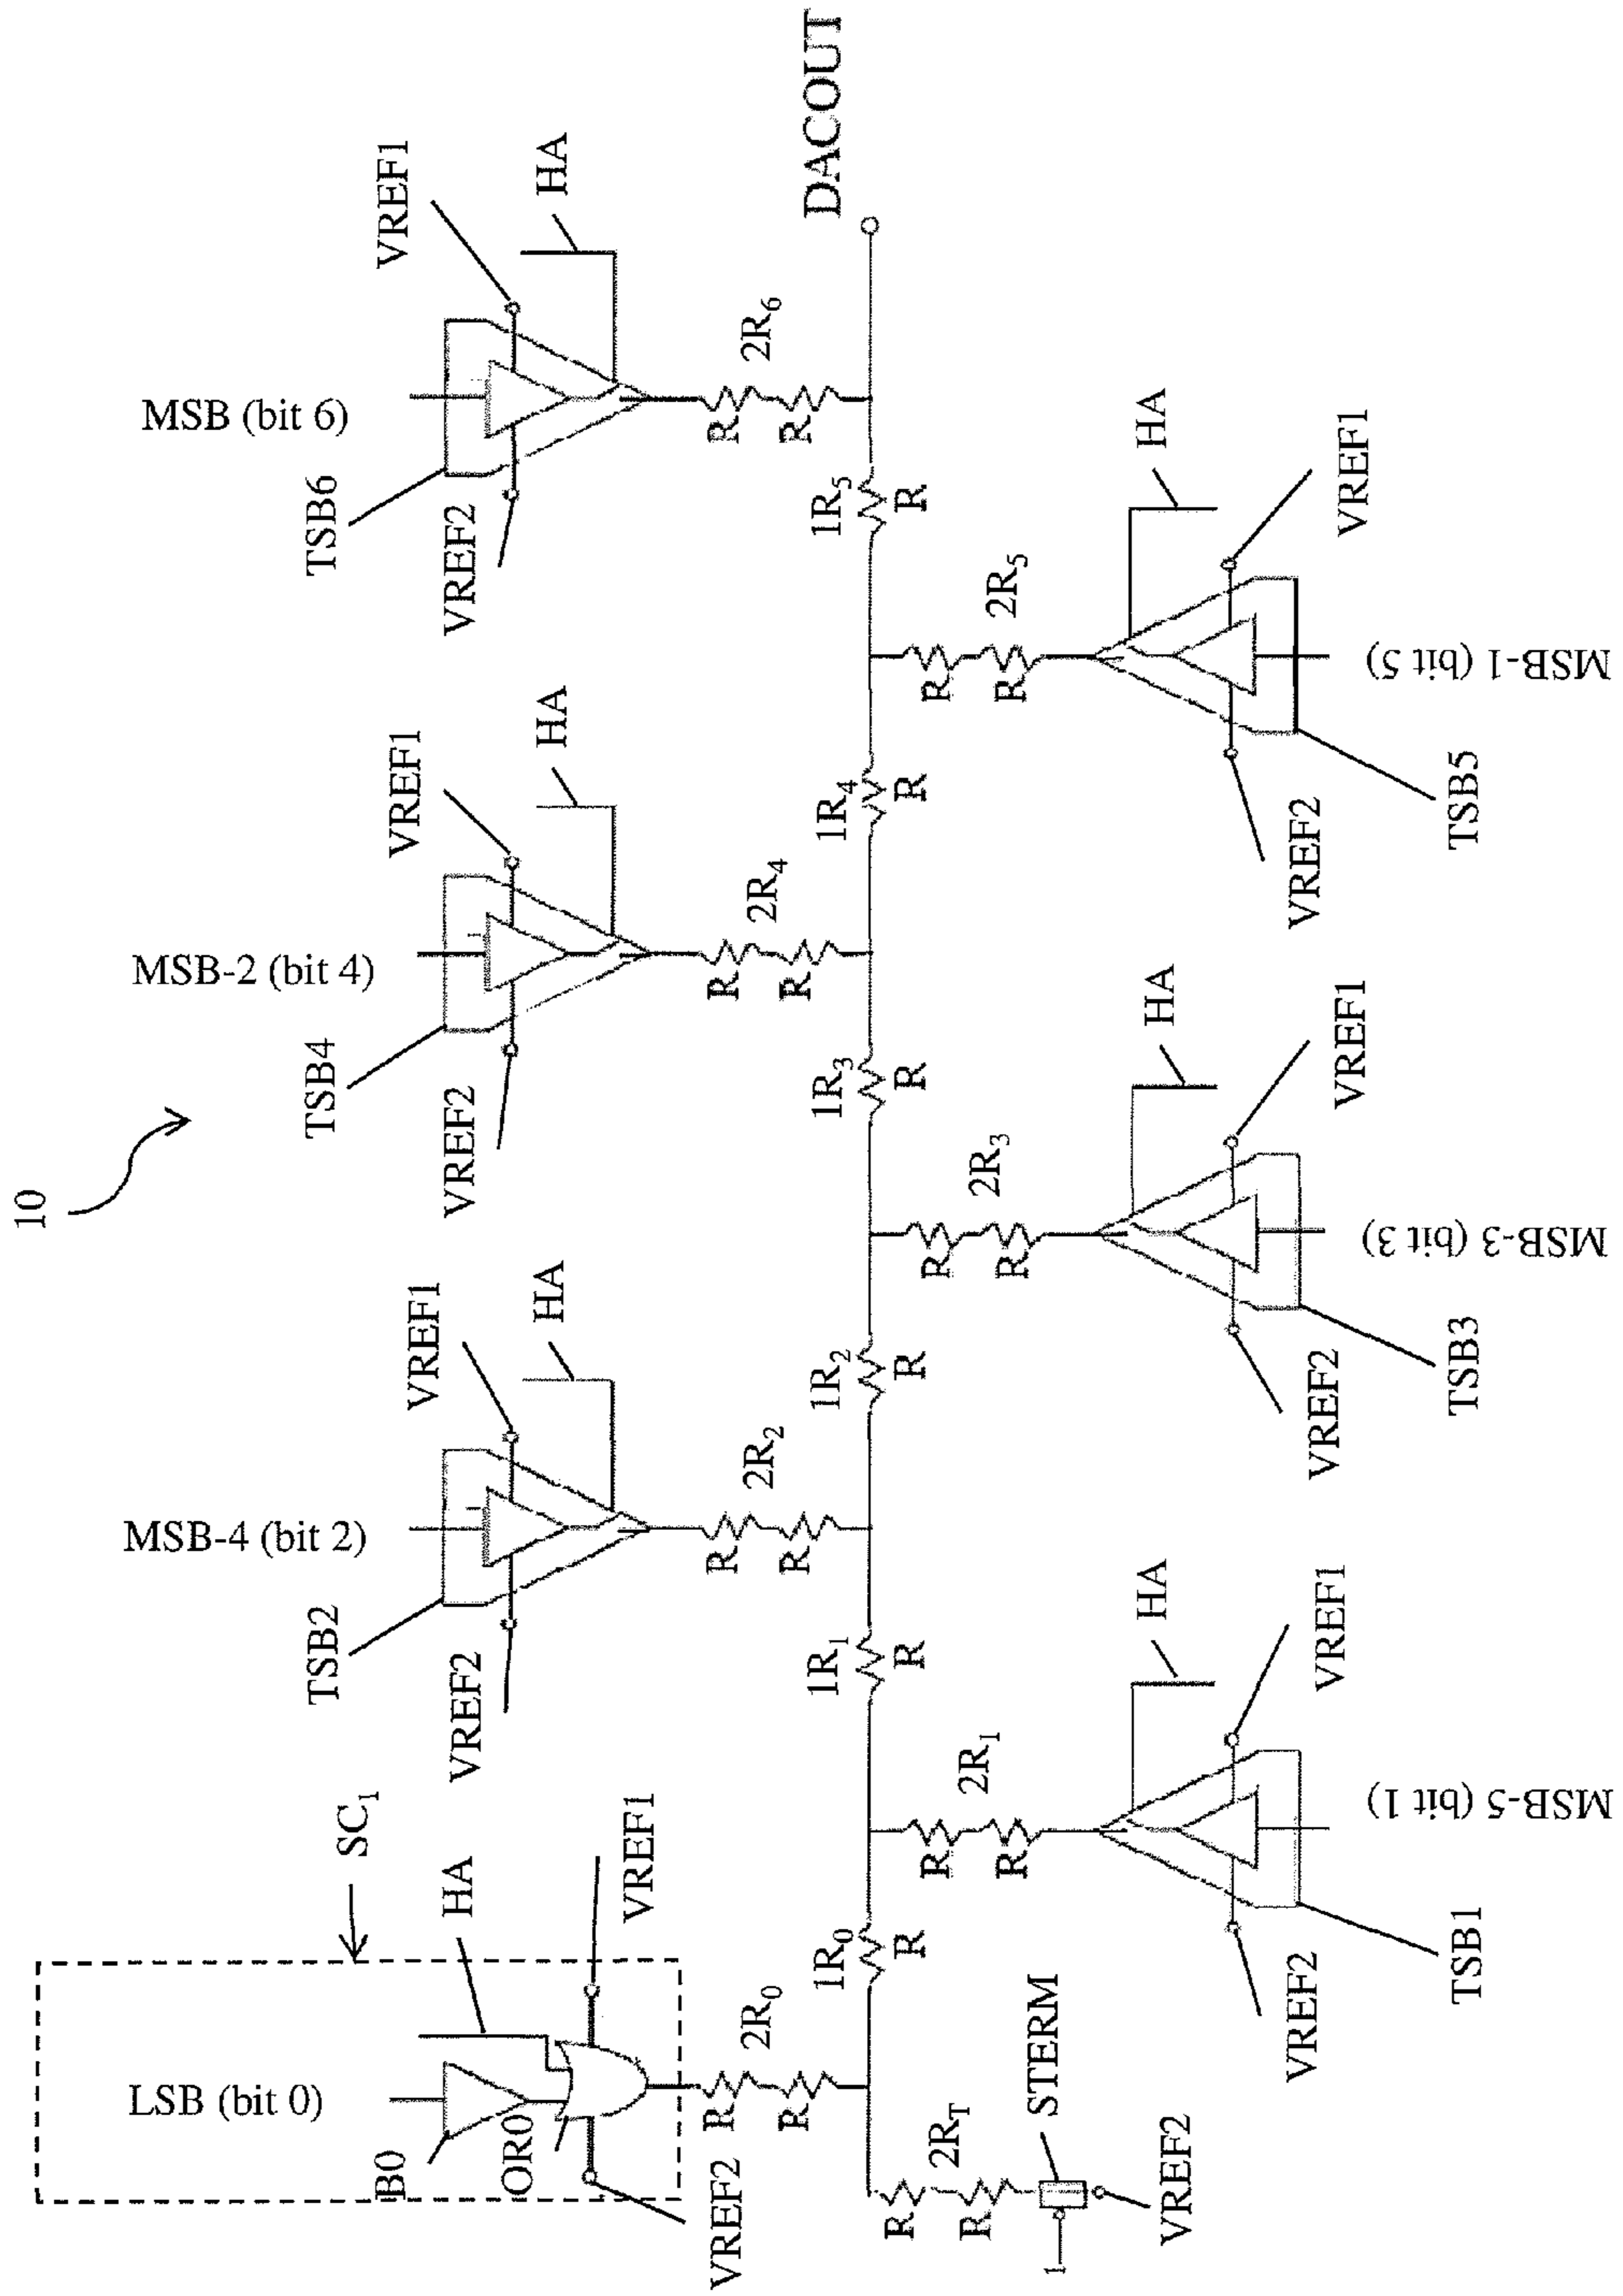 10
LSB (bit 0)
SC1
HA
B0
OR0
VREF1
VREF2
2R0
R
R
MSB-4 (bit 2)
TSB2
VREF1
HA
VREF2
2R2
R
R
MSB-2 (bit 4)
TSB4
VREF1
HA
VREF2
2R4
R
R
MSB (bit 6)
TSB6
VREF1
HA
VREF2
2R6
R
R
1R0
R
1R1
R
1R2
R
1R3
R
1R4
R
1R5
R
DACOUT
2RT
R
R
STERM
1
VREF2
2R1
R
R
HA
VREF1
VREF2
TSB1
MSB-5 (bit 1)
2R3
R
R
HA
VREF1
VREF2
TSB3
MSB-3 (bit 3)
2R5
R
R
HA
VREF1
VREF2
TSB5
MSB-1 (bit 5)